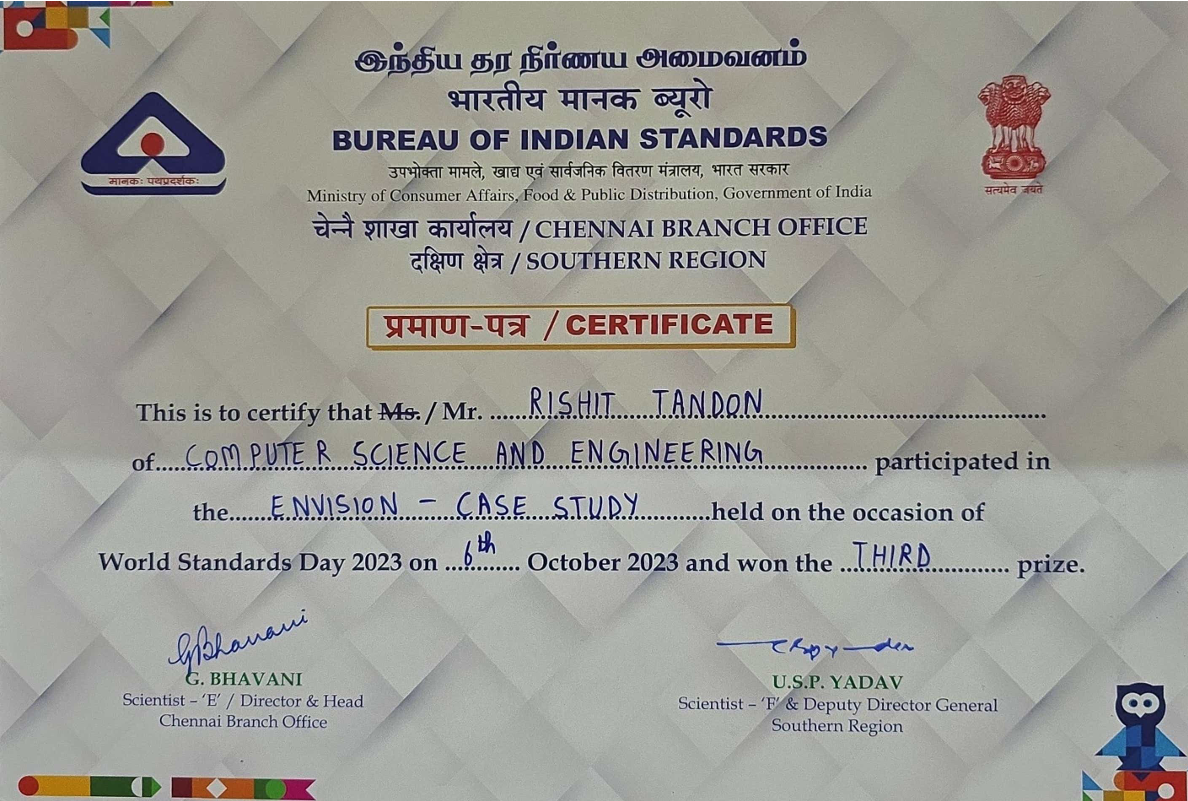 இந்திய தர நிர்ணய அமைவனம்
भारतीय मानक ब्यूरो
BUREAU OF INDIAN STANDARDS
मानकः पथप्रदर्शकः
सत्यमेव जयते
उपभोक्ता मामले, खाद्य एवं सार्वजनिक वितरण मंत्रालय, भारत सरकार
Ministry of Consumer Affairs, Food & Public Distribution, Government of India
चेन्नै शाखा कार्यालय / CHENNAI BRANCH OFFICE
दक्षिण क्षेत्र / SOUTHERN REGION
प्रमाण-पत्र / CERTIFICATE
This is to certify that Ms. / Mr. ...... RISHIT TANDON ......
of..... COMPUTER SCIENCE AND ENGINEERING ...... participated in
the...... ENVISION - CASE STUDY ......held on the occasion of
World Standards Day 2023 on ... 6th ... October 2023 and won the ... THIRD ...... prize.
GBhavani
G. BHAVANI
Scientist – 'E' / Director & Head
Chennai Branch Office
U.S.P. YADAV
Scientist – 'F' & Deputy Director General
Southern Region